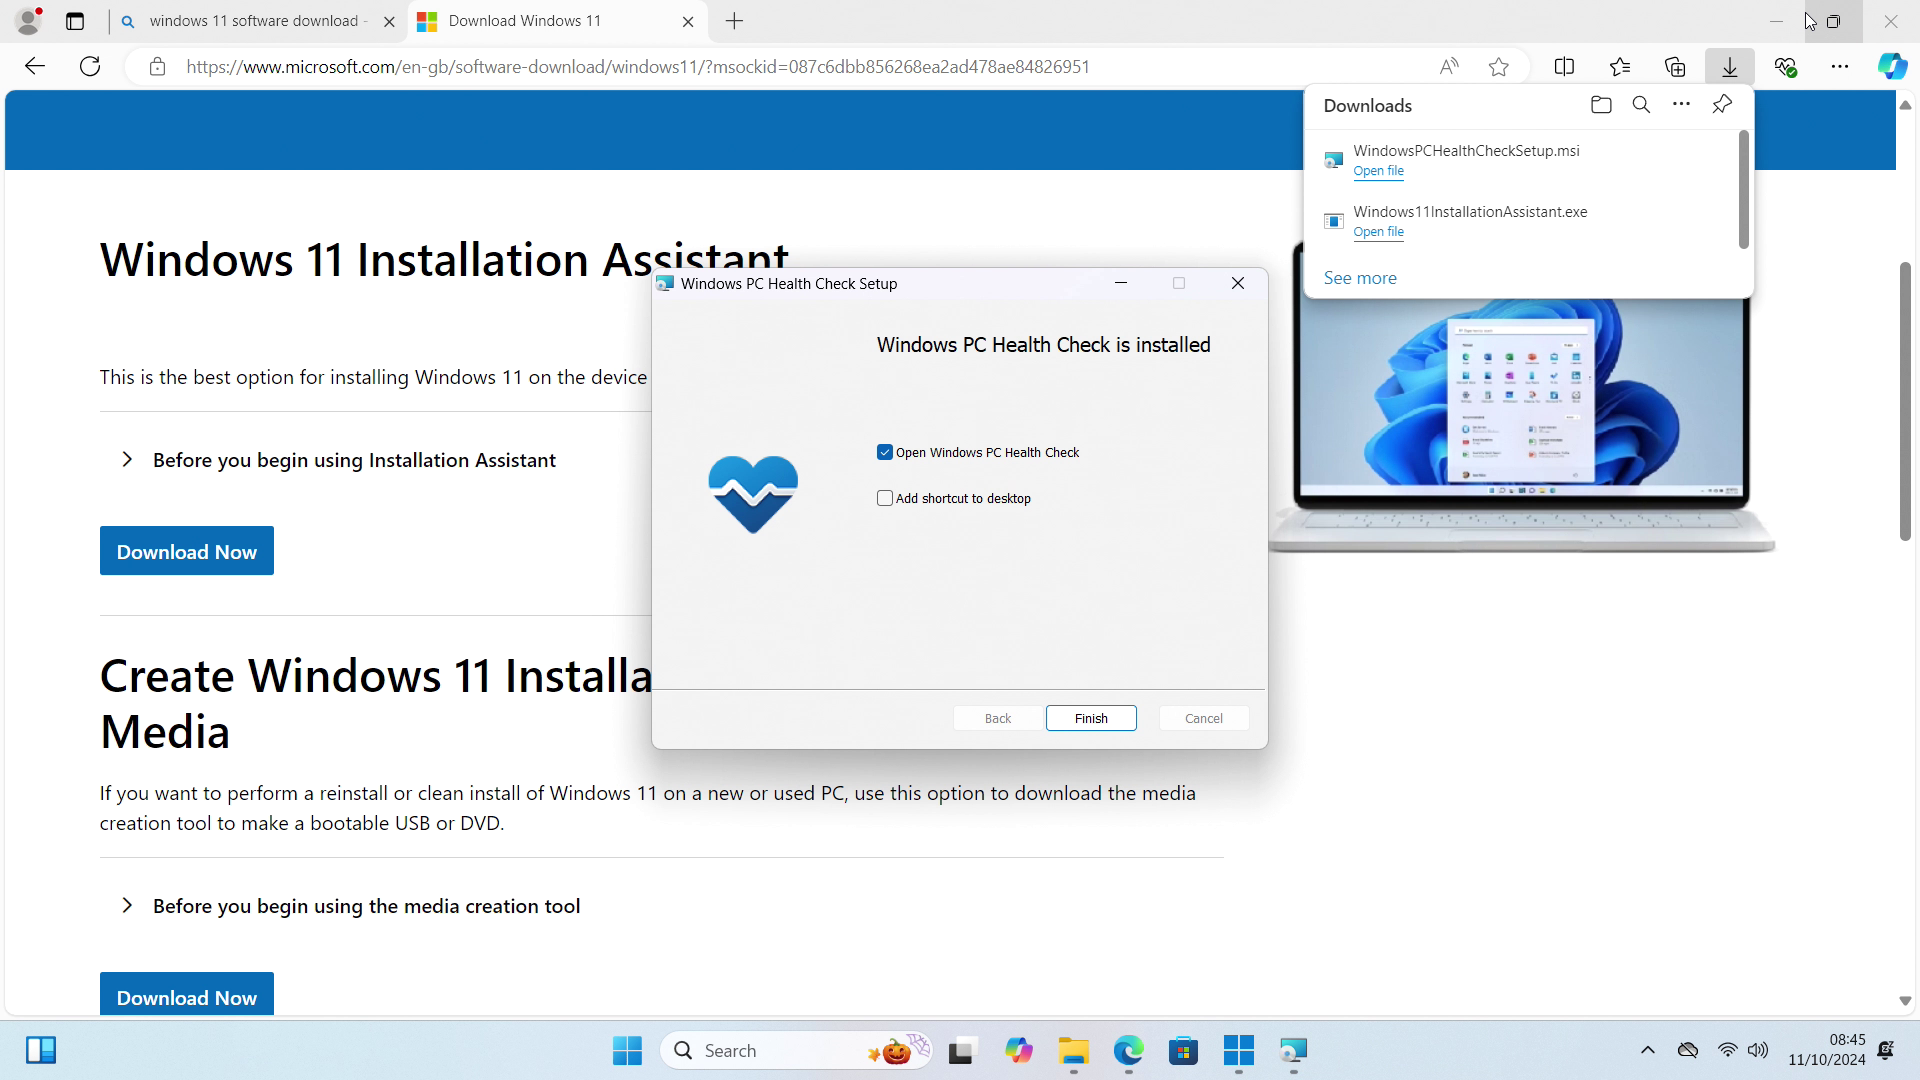 windows 11 software download -
Download Windows 11
https://www.microsoft.com/en-gb/software-download/windows11/?msockid=087c6dbb856268ea2ad478ae84826951
Downloads
WindowsPCHealthCheckSetup.msi
Open file
Windows11InstallationAssistant.exe
Open file
See more
Windows 11 Installation Assistant
This is the best option for installing Windows 11 on the device
Before you begin using Installation Assistant
Download Now
Windows PC Health Check Setup
Windows PC Health Check is installed
Open Windows PC Health Check
Add shortcut to desktop
Back
Finish
Cancel
Create Windows 11 Installa
Media
If you want to perform a reinstall or clean install of Windows 11 on a new or used PC, use this option to download the media
creation tool to make a bootable USB or DVD.
Before you begin using the media creation tool
Download Now
Search
08:45
11/10/2024